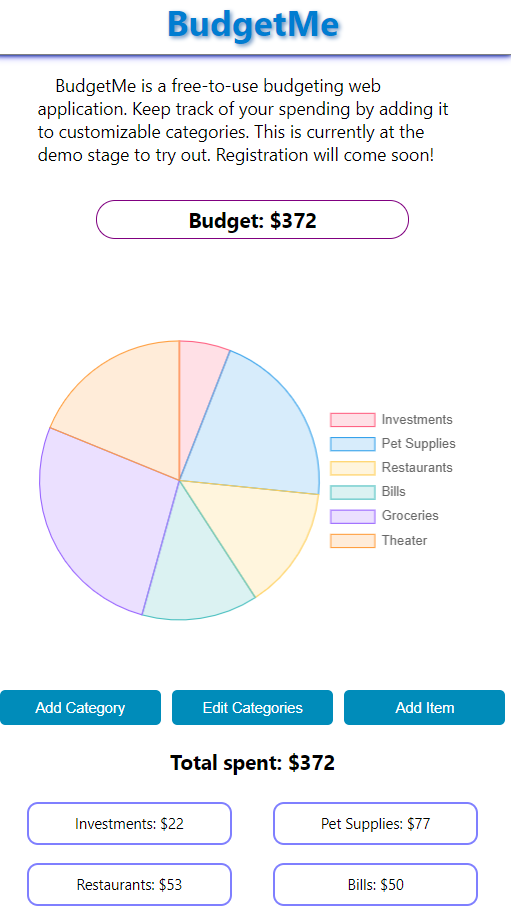 BudgetMe
BudgetMe is a free-to-use budgeting web
application. Keep track of your spending by adding it
to customizable categories. This is currently at the
demo stage to try out. Registration will come soon!
Budget: $372
Investments
Pet Supplies
Restaurants
Bills
Groceries
Theater
Add Category
Edit Categories
Add Item
Total spent: $372
Investments: $22
Pet Supplies: $77
Restaurants: $53
Bills: $50